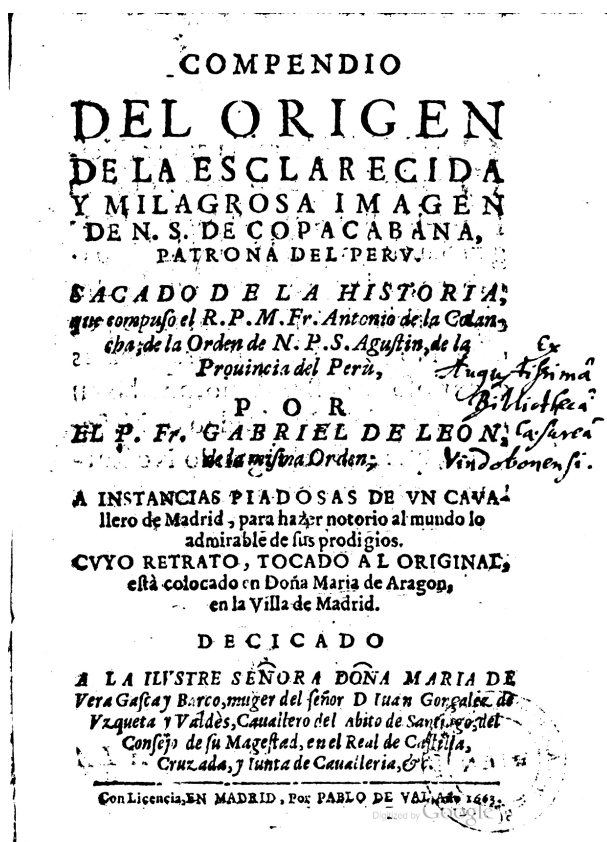 COMPENDIO
DEL ORIGEN
DE LA ESCLARECIDA
Y MILAGROSA IMAGEN
DE N. S. DE COPACABANA,
PATRONA DEL PERV.
SACADO DE LA HISTORIA,
que compuſo el R. P. M. Fr. Antonio de la Calan-
cha, de la Orden de N. P. S. Aguſtin, de la
Prouincia del Perù,
POR
EL P. Fr. GABRIEL DE LEON,
de la miſma Orden;
Ex
Auguſtiſsimâ
Bibliothecâ
Cæſareâ
Vindobonensi.
A INSTANCIAS PIADOSAS DE VN CAVA-
llero de Madrid, para hazer notorio al mundo lo
admirable de ſus prodigios.
CVYO RETRATO, TOCADO AL ORIGINAL,
eſtà colocado en Doña Maria de Aragon,
en la Villa de Madrid.
DECICADO
A LA ILVSTRE SEÑORA DOÑA MARIA DE
Vera Gaſca y Barco, muger del ſeñor D Iuan Gonçalez de
Vzqueta y Valdès, Cauallero del Abito de Santiago, del
Conſejo de ſu Mageſtad, en el Real de Caſtilla,
Cruzada, y Iunta de Caualleria, &c.
Con Licencia, EN MADRID, Por PABLO DE VAL, Año 1663.
Digitized by Google